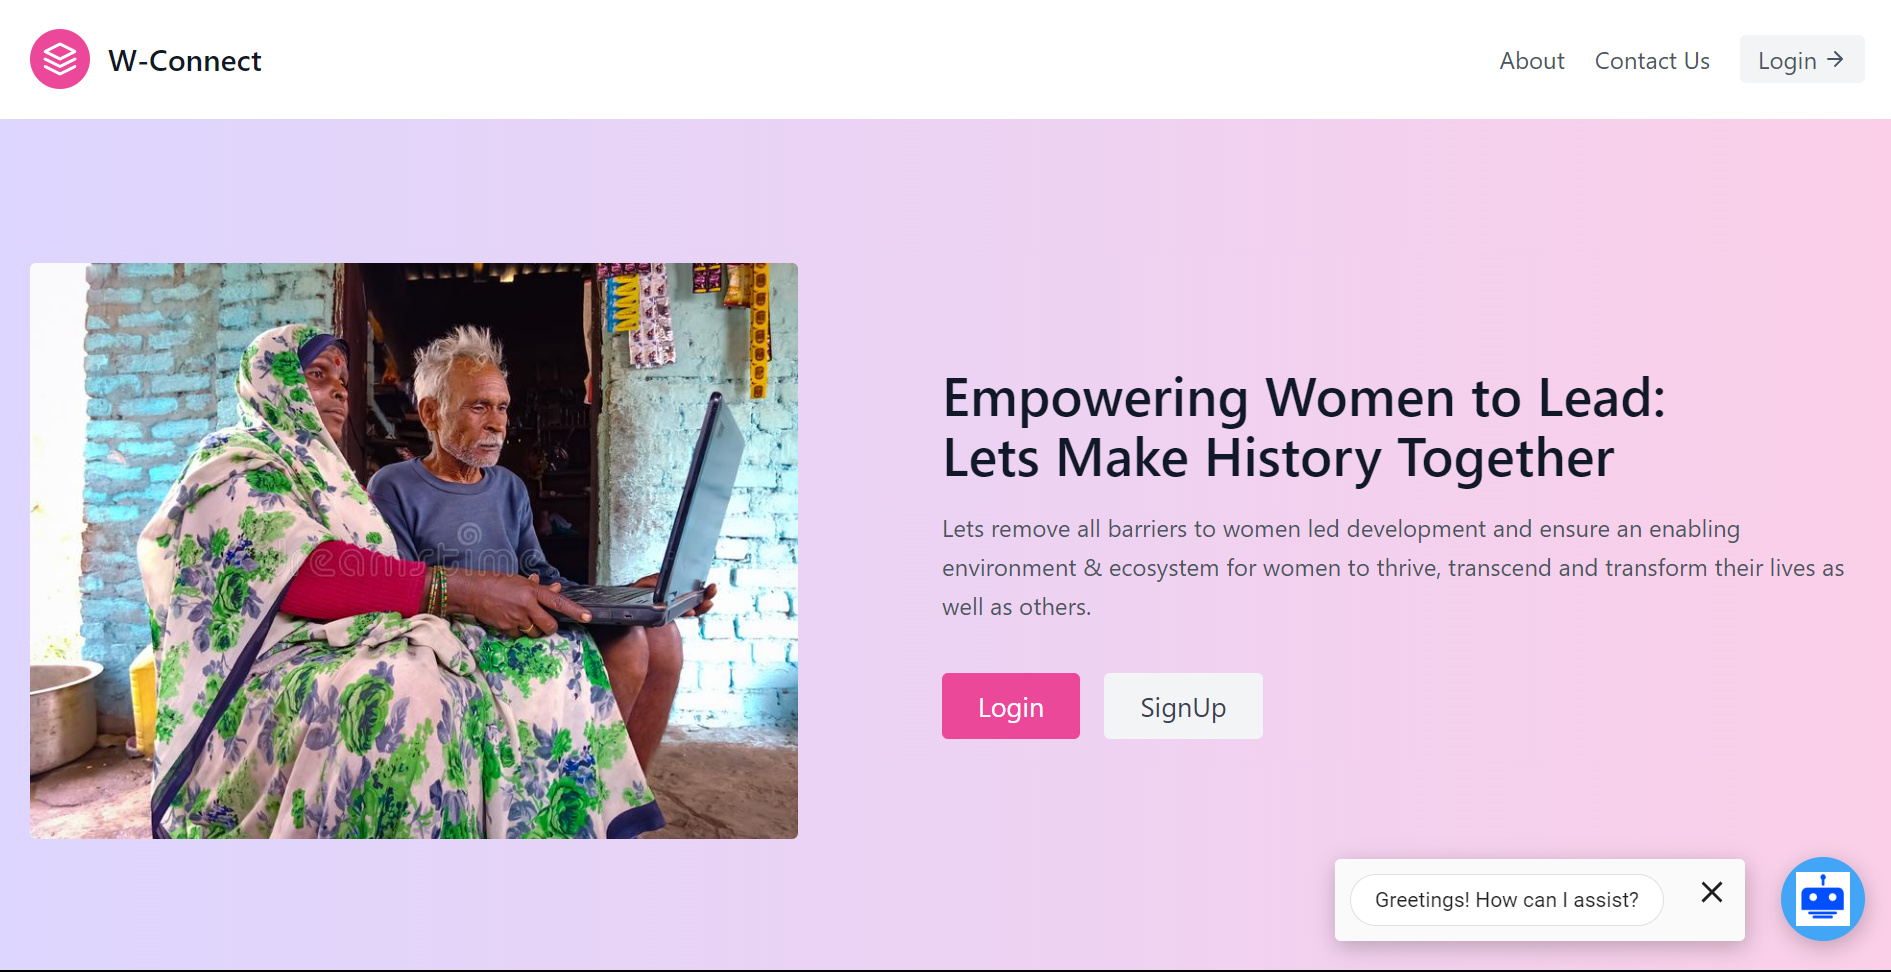 W-Connect
About
Contact Us
Login →
Empowering Women to Lead:
Lets Make History Together
Lets remove all barriers to women led development and ensure an enabling
environment & ecosystem for women to thrive, transcend and transform their lives as
well as others.
dreamstime
Login
SignUp
Greetings! How can I assist?